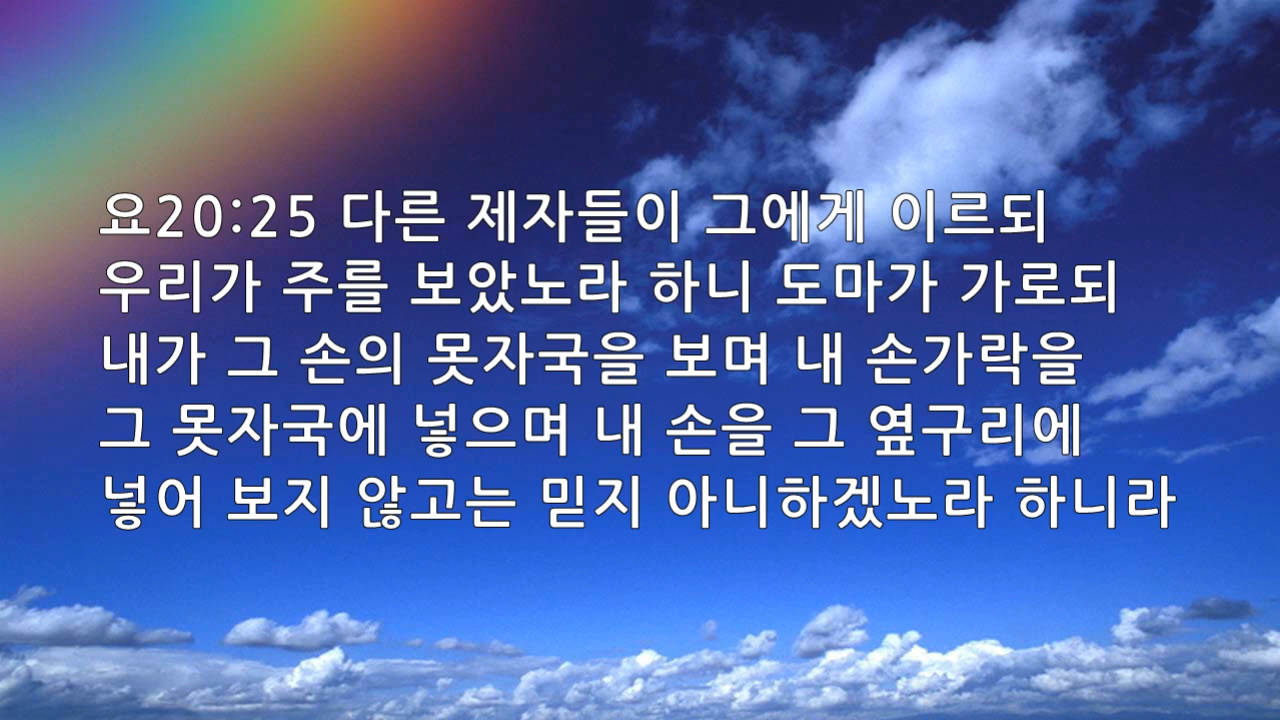 요20:25 다른 제자들이 그에게 이르되
우리가 주를 보았노라 하니 도마가 가로되
내가 그 손의 못자국을 보며 내 손가락을
그 못자국에 넣으며 내 손을 그 옆구리에
넣어 보지 않고는 믿지 아니하겠노라 하니라